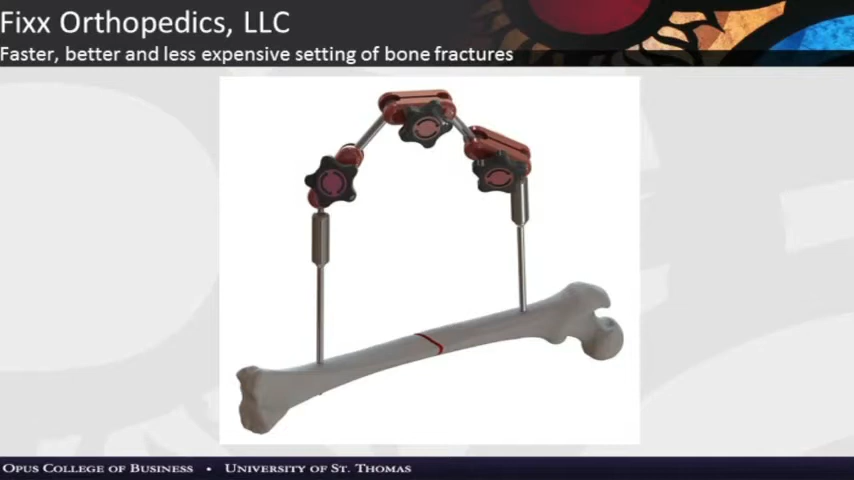 Fixx Orthopedics, LLC
Faster, better and less expensive setting of bone fractures
OPUS COLLEGE OF BUSINESS • UNIVERSITY OF ST. THOMAS